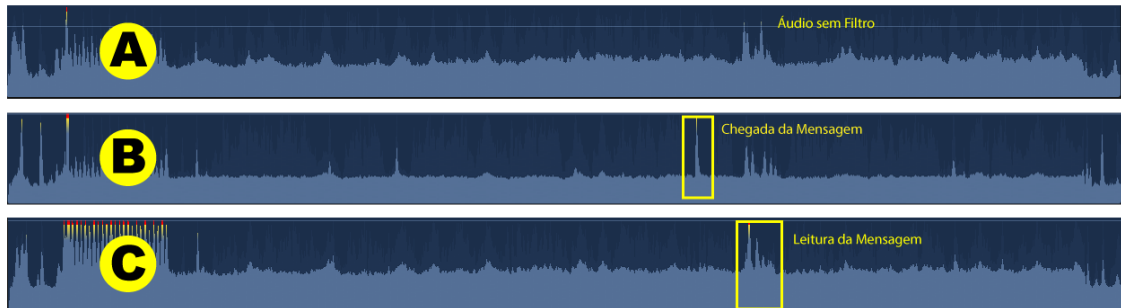 A
Áudio sem Filtro
B
Chegada da Mensagem
C
Leitura da Mensagem